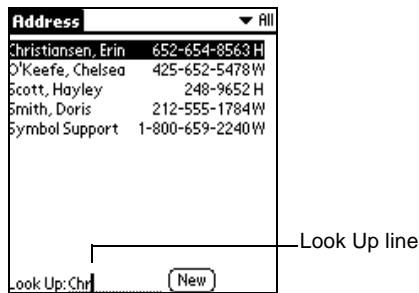 Address All
Christiansen, Erin 652-654-8563 H
O'Keefe, Chelsea 425-652-5478 W
Scott, Hayley 248-9652 H
Smith, Doris 212-555-1784 W
Symbol Support 1-800-659-2240 W
Look Up line
Look Up: Chr New